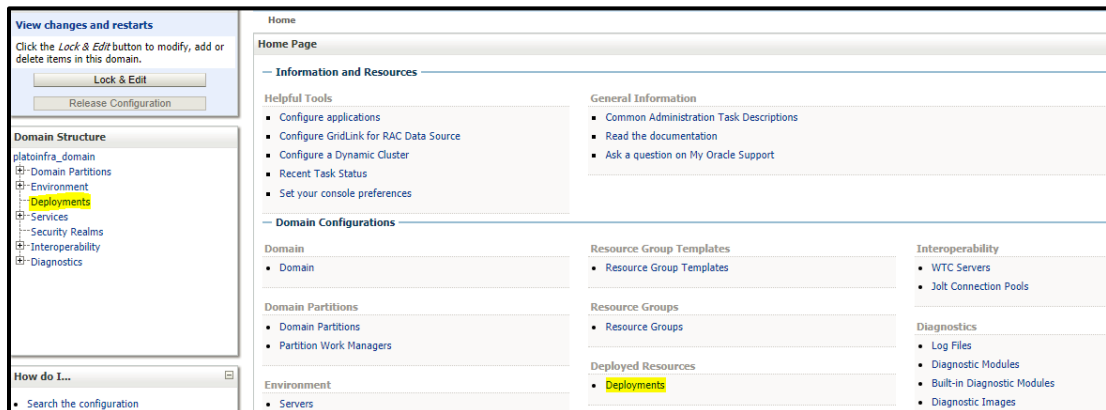 View changes and restarts
Click the Lock & Edit button to modify, add or
delete items in this domain.
Lock & Edit
Release Configuration
Domain Structure
platoinfra_domain
Domain Partitions
Environment
Deployments
Services
Security Realms
Interoperability
Diagnostics
How do I...
Search the configuration
Home
Home Page
Information and Resources
Helpful Tools
Configure applications
Configure GridLink for RAC Data Source
Configure a Dynamic Cluster
Recent Task Status
Set your console preferences
General Information
Common Administration Task Descriptions
Read the documentation
Ask a question on My Oracle Support
Domain Configurations
Domain
Domain
Domain Partitions
Domain Partitions
Partition Work Managers
Environment
Servers
Resource Group Templates
Resource Group Templates
Resource Groups
Resource Groups
Deployed Resources
Deployments
Interoperability
WTC Servers
Jolt Connection Pools
Diagnostics
Log Files
Diagnostic Modules
Built-in Diagnostic Modules
Diagnostic Images